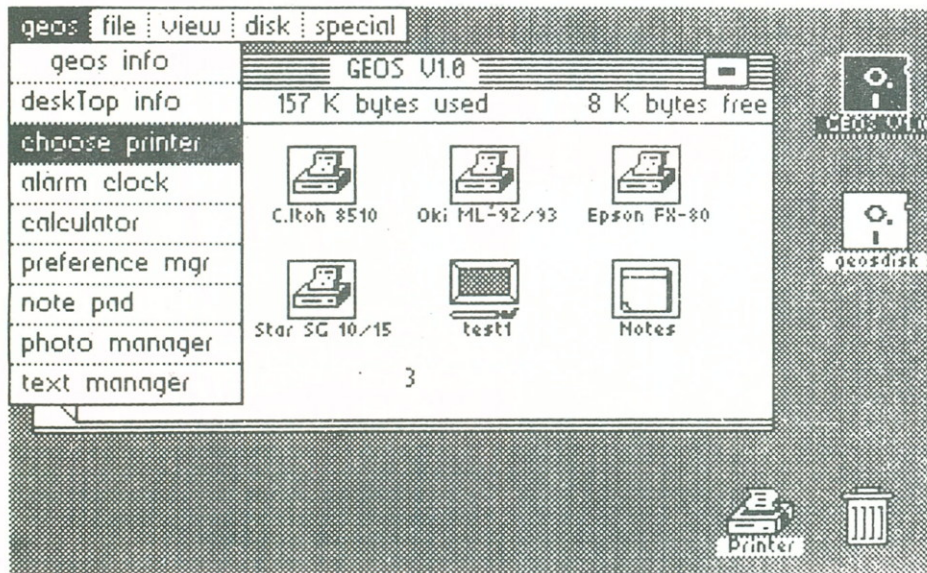 geos file view disk special
geos info
deskTop info
choose printer
alarm clock
calculator
preference mgr
note pad
photo manager
text manager
GEOS V1.0
157 K bytes used 8 K bytes free
C.Itoh 8510 Oki ML-92/93 Epson FX-80
Star SG 10/15 test1 Notes
3
GEOS V1.0
geosdisk
Printer